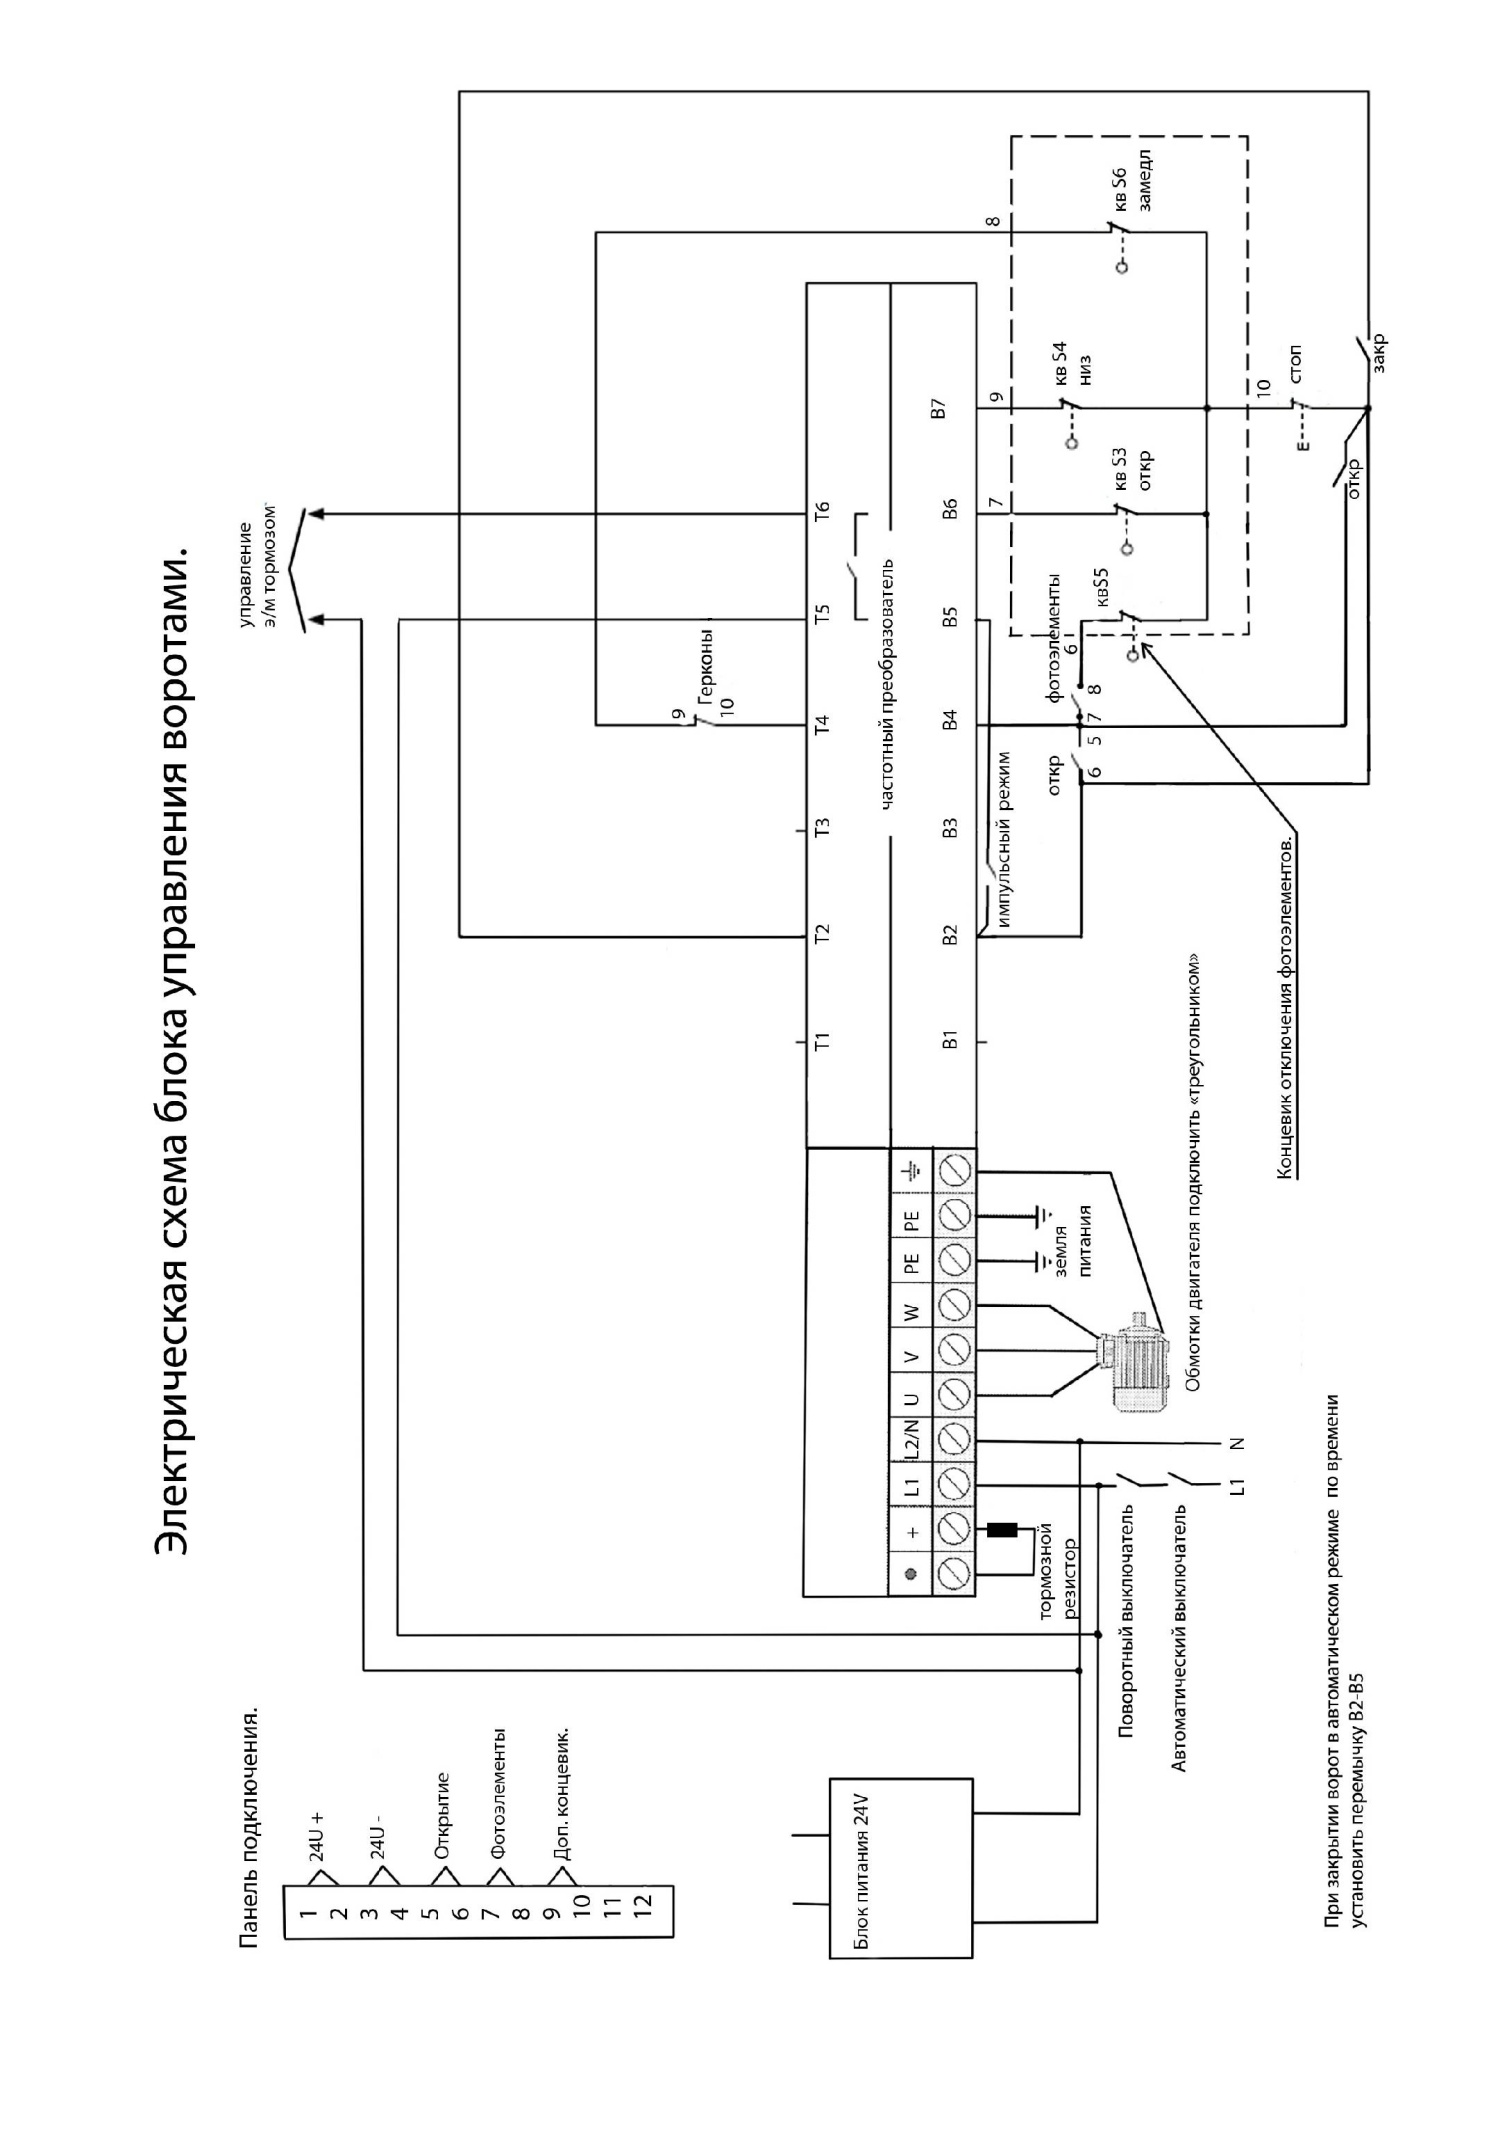 Электрическая схема блока управления воротами.
Панель подключения.
1
2
3
4
5
6
7
8
9
10
11
12
24U +
24U -
Открытие
Фотоэлементы
Доп. концевик.
управление
э/м тормозом
9
Герконы
10
T1
T2
T3
T4
T5
T6
частотный преобразователь
B1
B2
B3
B4
B5
B6
B7
+
L1
L2/N
U
V
W
PE
PE
тормозной
резистор
земля
питания
импульсный режим
откр
6
5
7
8
фотоэлементы
6
квS5
7
кв S3
откр
9
кв S4
низ
8
кв S6
замедл
10
стоп
E
откр
закр
Блок питания 24V
Поворотный выключатель
Автоматический выключатель
L1
N
Обмотки двигателя подключить «треугольником»
Концевик отключения фотоэлементов.
При закрытии ворот в автоматическом режиме по времени
установить перемычку B2-B5